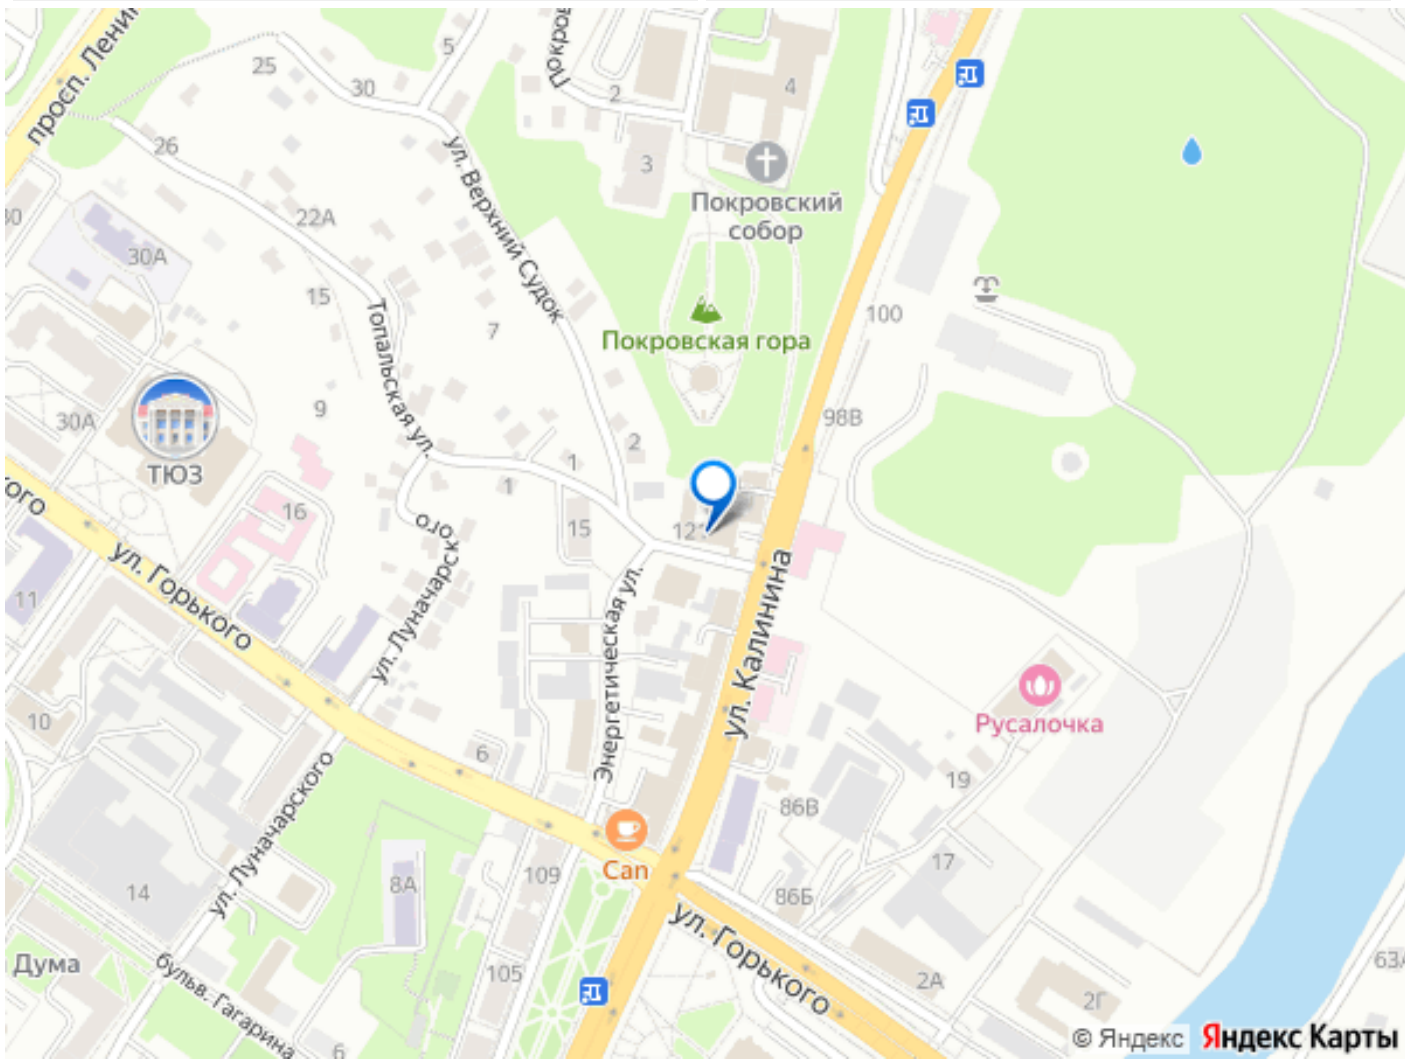 просп. Ленин
5
25
30
Покров
2
4
26
ул. Верхний Судок
3
Покровский
собор
30
22А
30А
15
7
Топальская ул.
Покровская гора
100
9
98В
30А
ТЮЗ
2
1
1
15
16
ого
ул. Луначарского
ул. Горького
11
Энергетическая ул.
ул. Калинина
10
6
Русалочка
19
86В
17
ул. Луначарского
Can
109
8А
14
86Б
ул. Горького
Дума
бульв. Гагарина
105
2А
2Г
63
6
© Яндекс Яндекс Карты